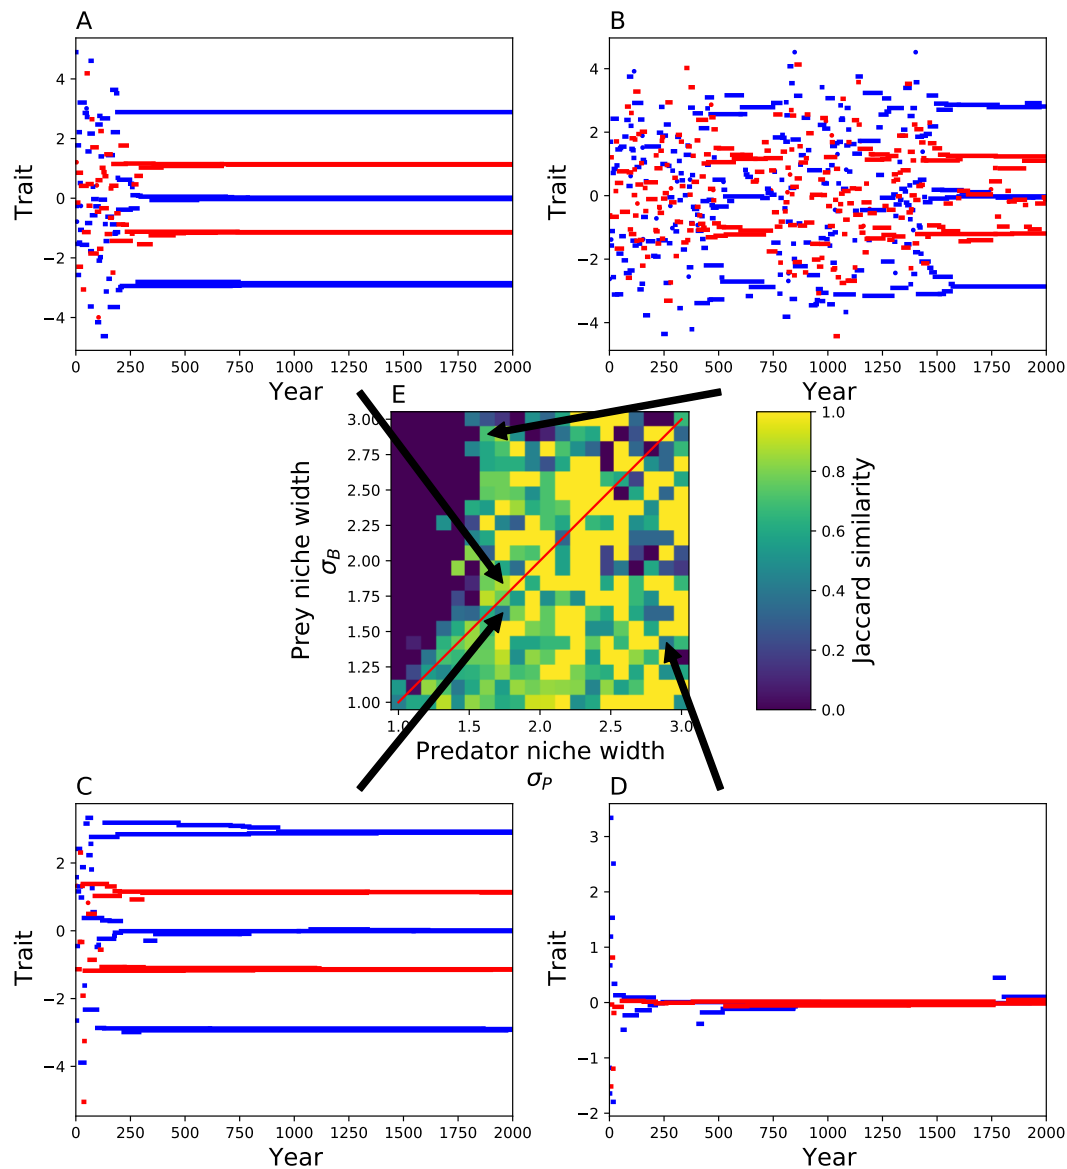 A
B
4
2
0
−2
−4
Trait
0 250 500 750 1000 1250 1500 1750 2000
Year
4
2
0
−2
−4
Trait
0 250 500 750 1000 1250 1500 1750 2000
Year
E
3.00
2.75
2.50
2.25
2.00
1.75
1.50
1.25
1.00
Prey niche width
σB
1.0 1.5 2.0 2.5 3.0
Predator niche width
σP
1.0
0.8
0.6
0.4
0.2
0.0
Jaccard similarity
C
D
2
0
−2
−4
Trait
0 250 500 750 1000 1250 1500 1750 2000
Year
3
2
1
0
−1
−2
Trait
0 250 500 750 1000 1250 1500 1750 2000
Year